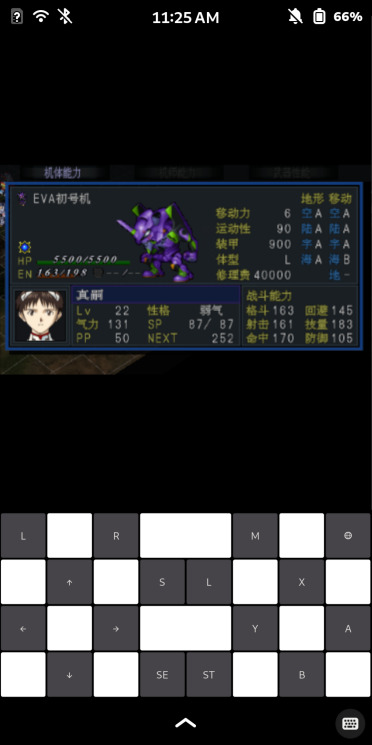 11:25 AM 66%
机体能力
EVA初号机
地形 移动
移动力 6 空A 空A
运动性 90 陆A 陆A
装甲 900 宇A 宇A
体型 L 海A 海B
修理费 40000 地-
HP 5500/5500
EN 163/198 --/--
真嗣
Lv 22 性格 弱气
气力 131 SP 87/ 87
PP 50 NEXT 252
战斗能力
格斗 163 回避 145
射击 161 技量 183
命中 170 防御 105
L R M
↑ S L X
← → Y A
↓ SE ST B